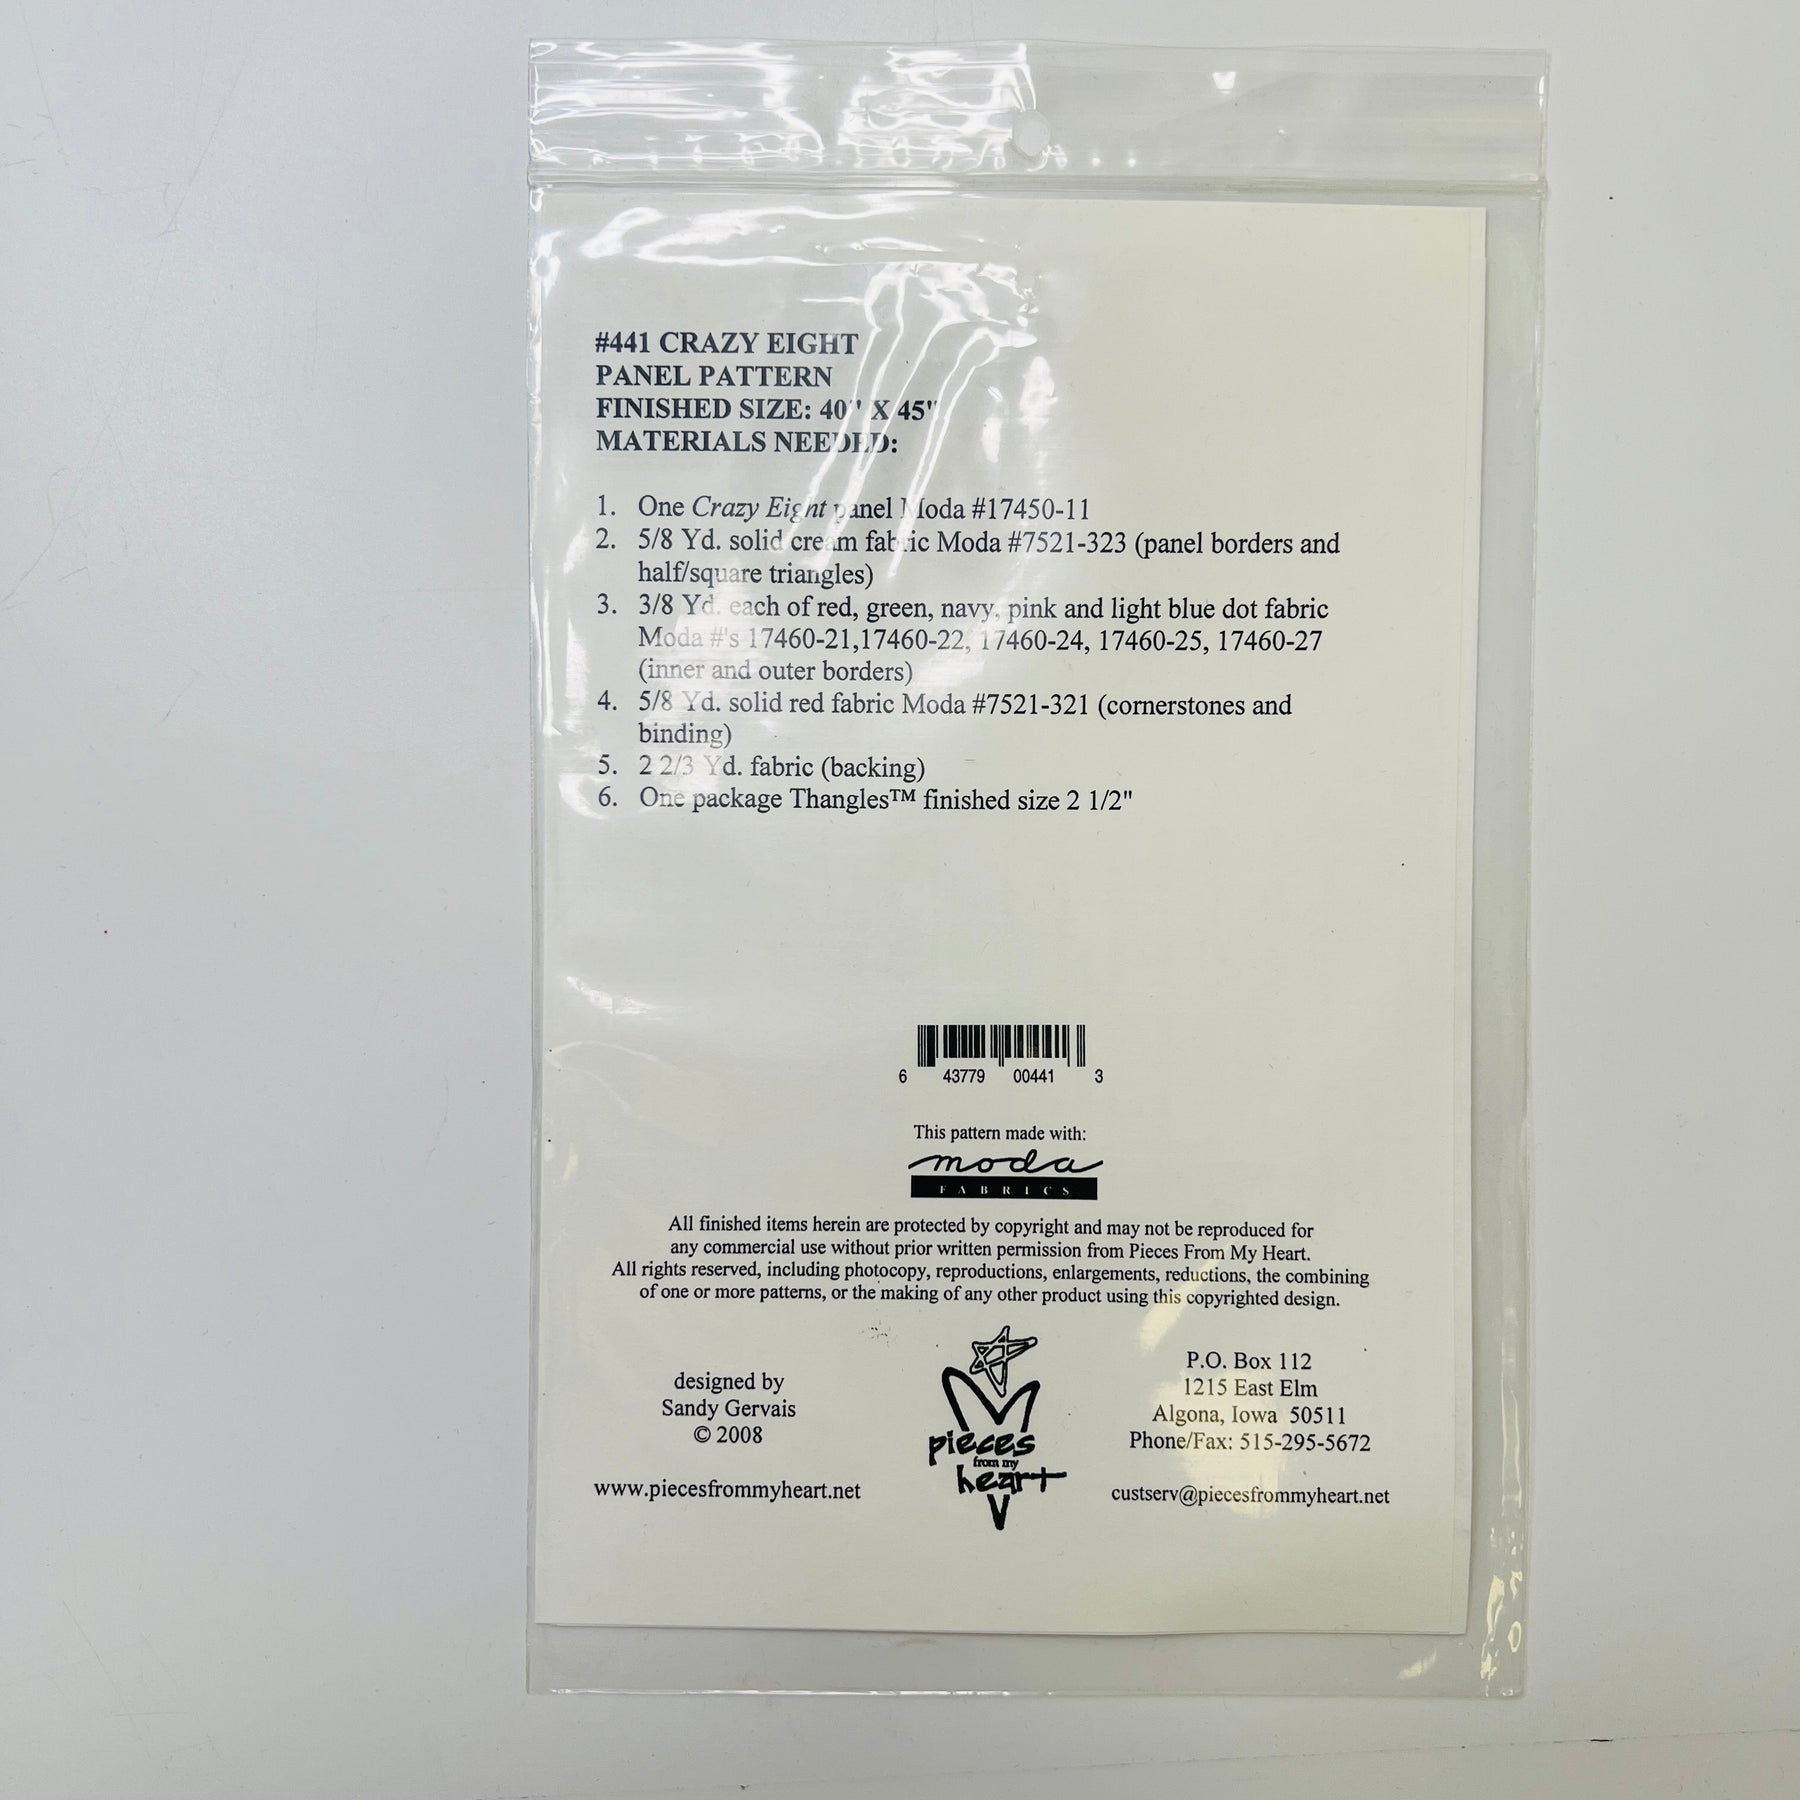 #441 CRAZY EIGHT
PANEL PATTERN
FINISHED SIZE: 40" X 45"
MATERIALS NEEDED:
1. One Crazy Eight panel Moda #17450-11
2. 5/8 Yd. solid cream fabric Moda #7521-323 (panel borders and
half/square triangles)
3. 3/8 Yd. each of red, green, navy, pink and light blue dot fabric
Moda #'s 17460-21,17460-22, 17460-24, 17460-25, 17460-27
(inner and outer borders)
4. 5/8 Yd. solid red fabric Moda #7521-321 (cornerstones and
binding)
5. 2 2/3 Yd. fabric (backing)
6. One package Thangles™ finished size 2 1/2"
6 43779 00441 3
This pattern made with:
moda
FABRICS
All finished items herein are protected by copyright and may not be reproduced for
any commercial use without prior written permission from Pieces From My Heart.
All rights reserved, including photocopy, reproductions, enlargements, reductions, the combining
of one or more patterns, or the making of any other product using this copyrighted design.
designed by
Sandy Gervais
© 2008
www.piecesfrommyheart.net
pieces
from my
heart
P.O. Box 112
1215 East Elm
Algona, Iowa 50511
Phone/Fax: 515-295-5672
custserv@piecesfrommyheart.net